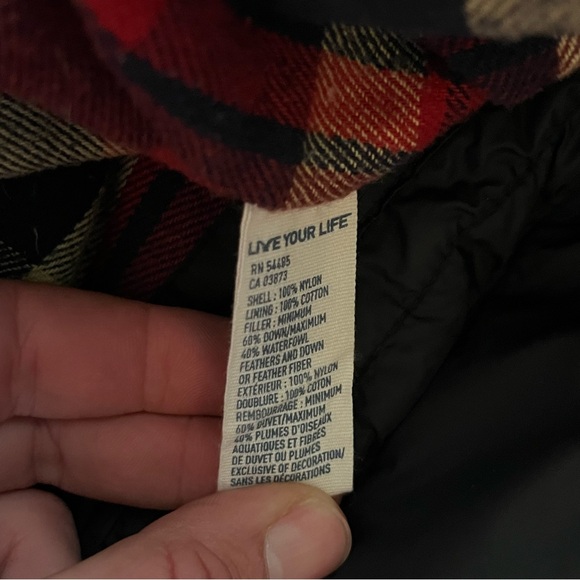 LIVE YOUR LIFE
RN 54485
CA 03873
SHELL : 100% NYLON
LINING : 100% COTTON
FILLER : MINIMUM
60% DOWN/MAXIMUM
40% WATERFOWL
FEATHERS AND DOWN
OR FEATHER FIBER
EXTÉRIEUR : 100% NYLON
DOUBLURE : 100% COTON
REMBOURRAGE : MINIMUM
60% DUVET/MAXIMUM
40% PLUMES D'OISEAUX
AQUATIQUES ET FIBRES
DE DUVET OU PLUMES
EXCLUSIVE OF DECORATION/
SANS LES DÉCORATIONS